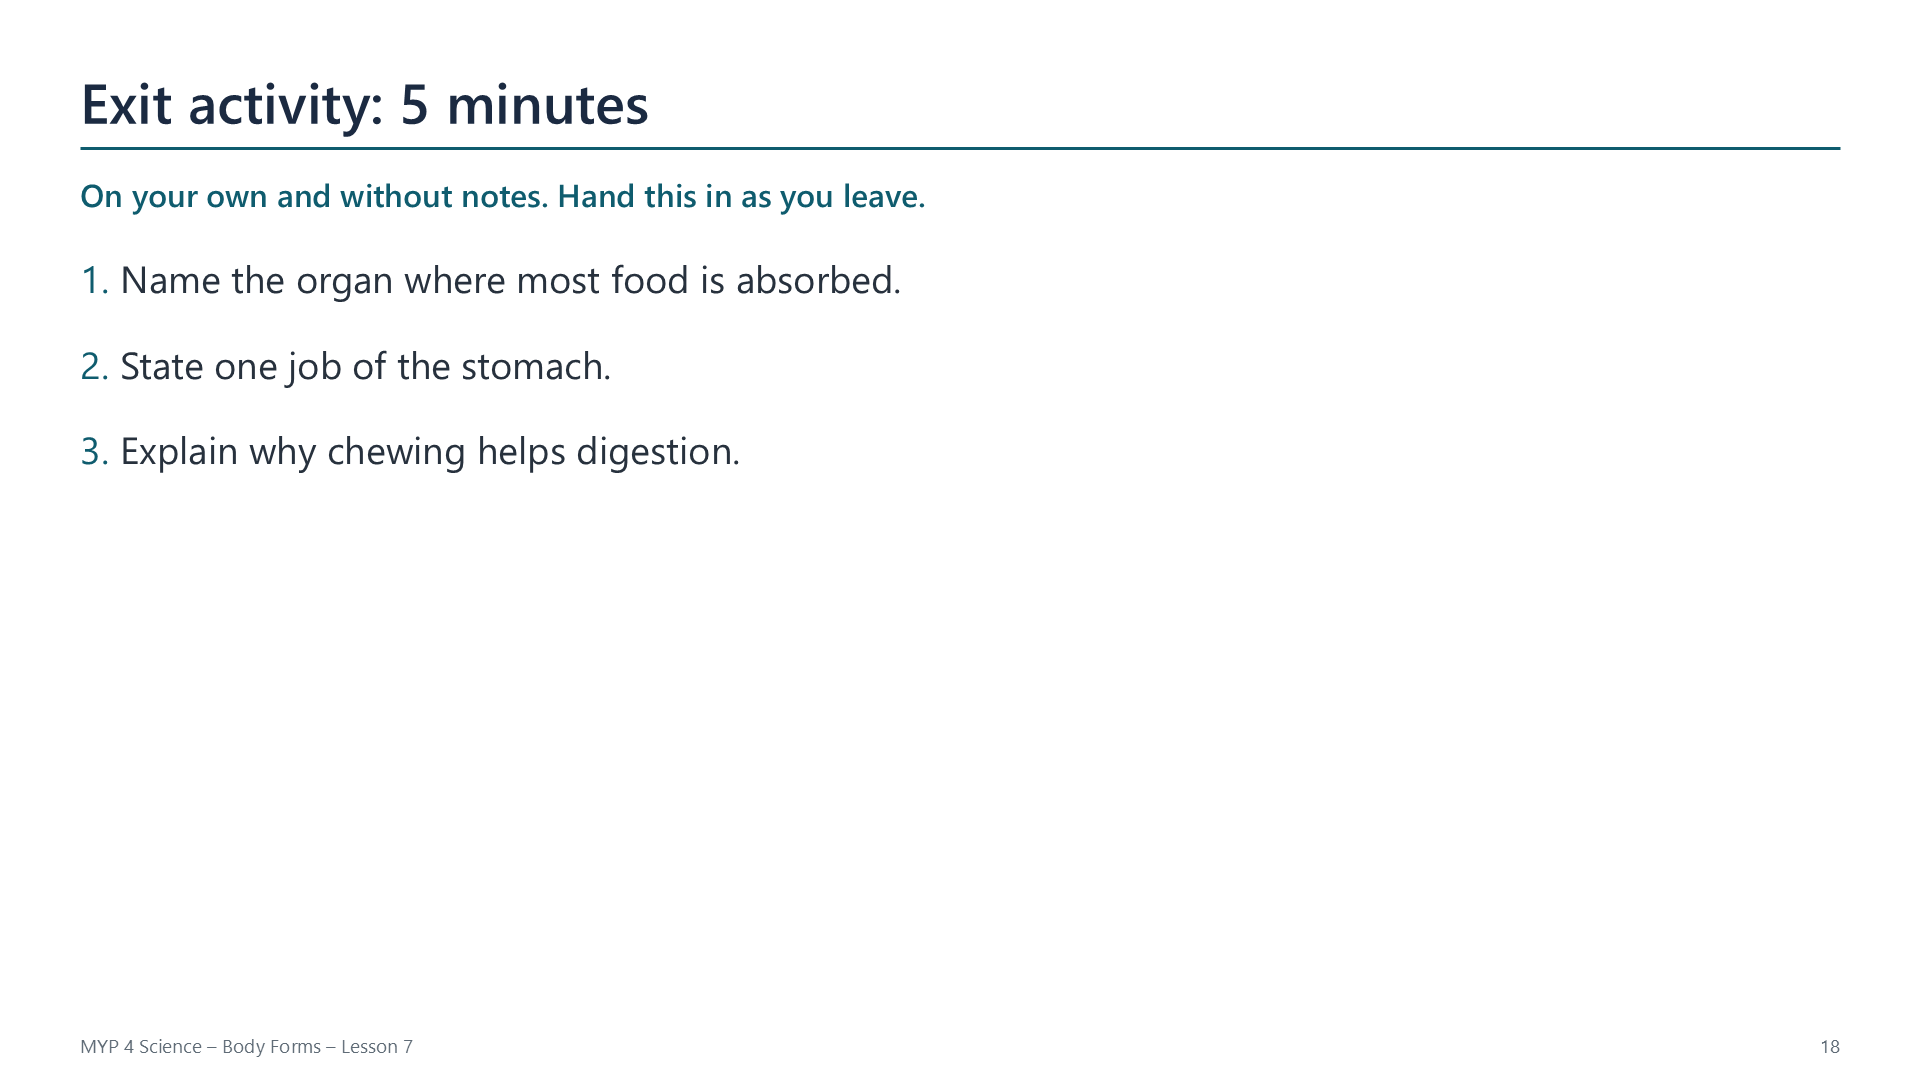 Exit activity: 5 minutes
On your own and without notes. Hand this in as you leave.
1. Name the organ where most food is absorbed.
2. State one job of the stomach.
3. Explain why chewing helps digestion.
MYP 4 Science – Body Forms – Lesson 7
18